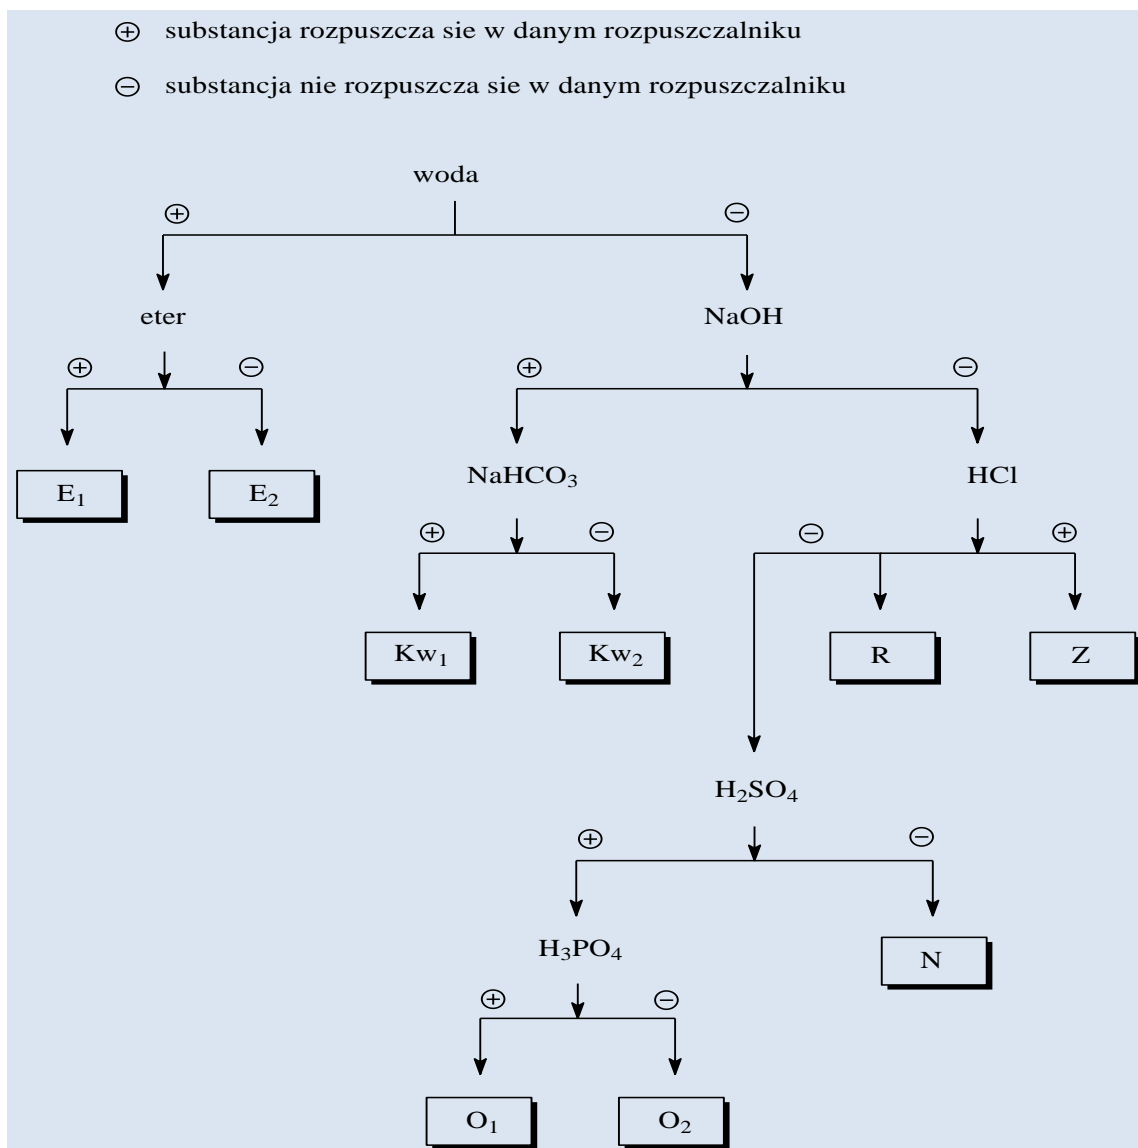 ⊕ substancja rozpuszcza sie w danym rozpuszczalniku
⊖ substancja nie rozpuszcza sie w danym rozpuszczalniku
woda
⊕ ⊖
eter NaOH
⊕ ⊖ ⊕ ⊖
E₁ E₂ NaHCO₃ HCl
⊕ ⊖ ⊖ ⊕
Kw₁ Kw₂ R Z
H₂SO₄
⊕ ⊖
H₃PO₄ N
⊕ ⊖
O₁ O₂